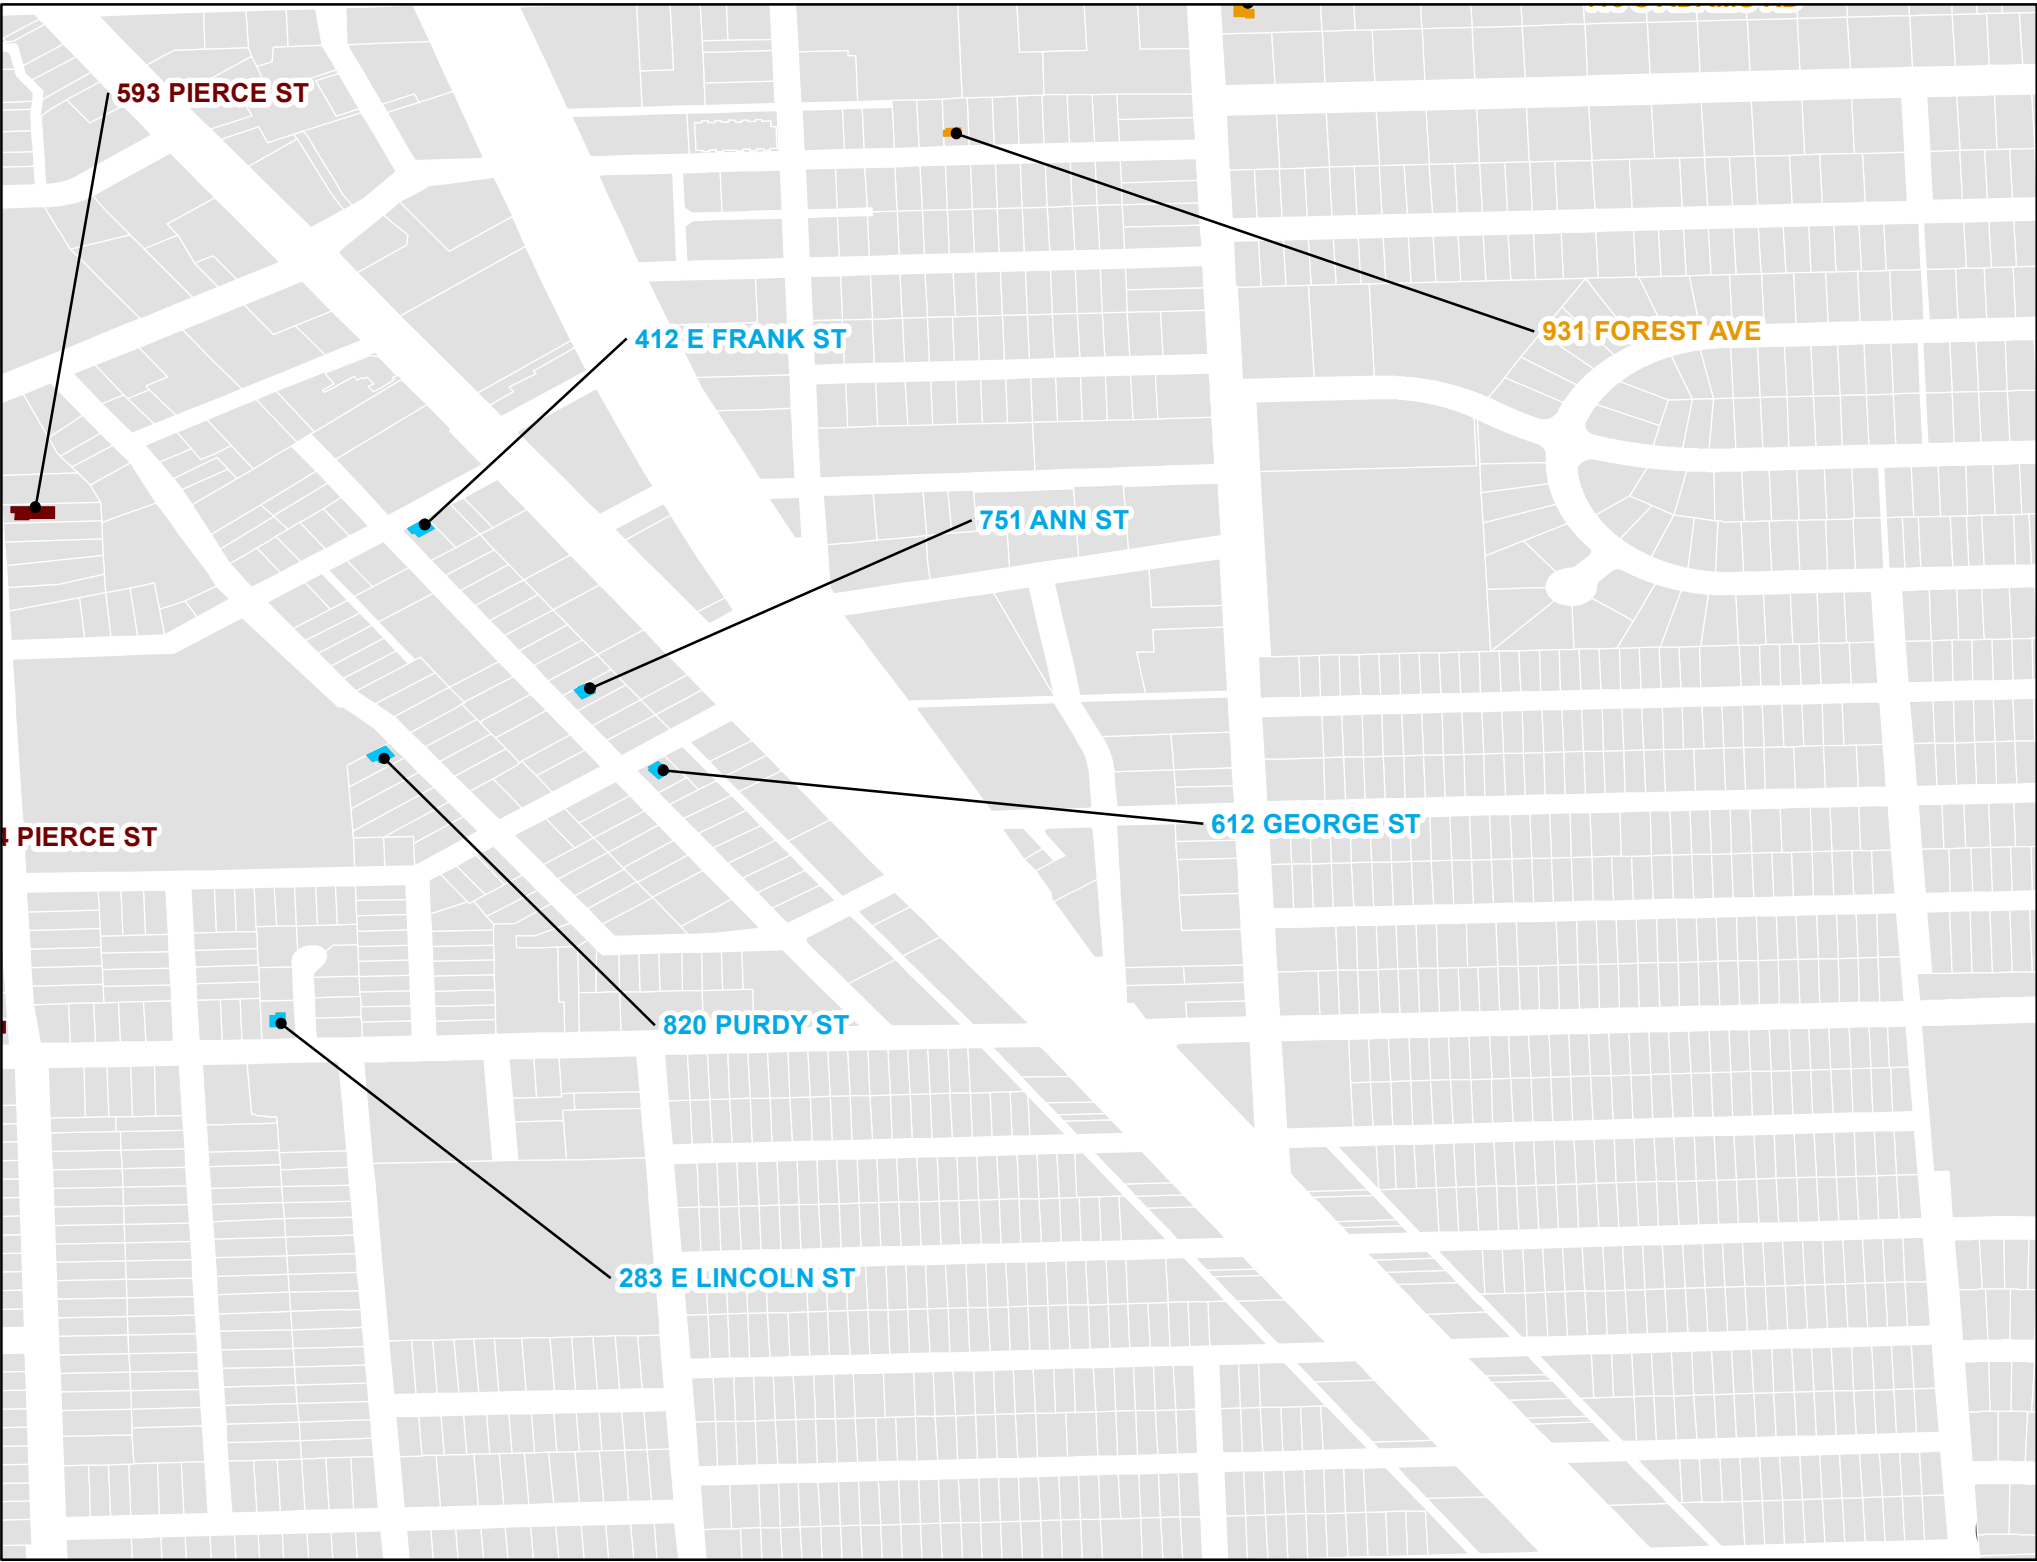 593 PIERCE ST
931 FOREST AVE
412 E FRANK ST
751 ANN ST
612 GEORGE ST
PIERCE ST
820 PURDY ST
283 E LINCOLN ST